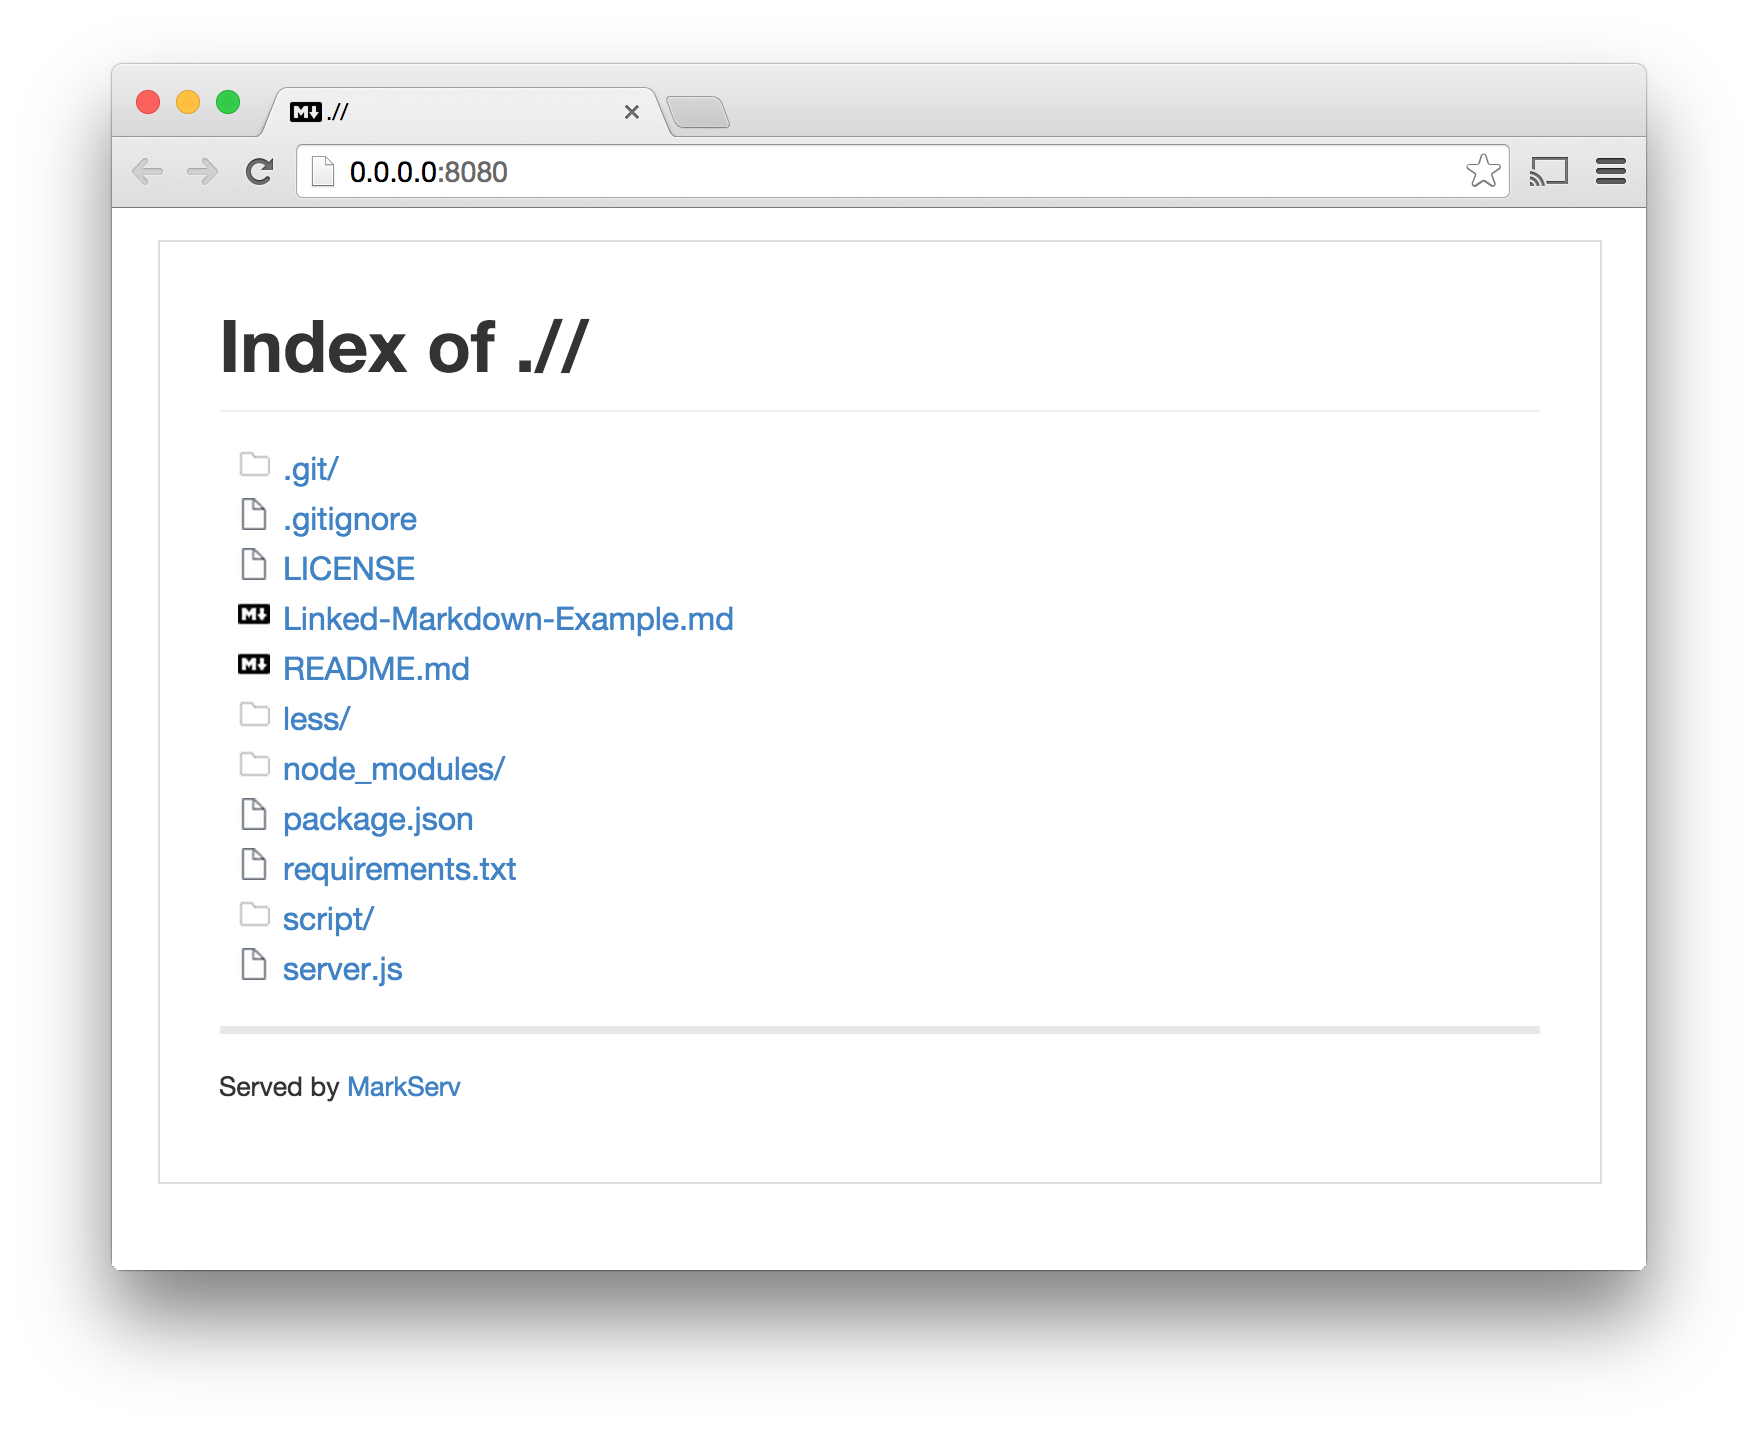 M .//
0.0.0.0:8080
Index of .//
.git/
.gitignore
LICENSE
M Linked-Markdown-Example.md
M README.md
less/
node_modules/
package.json
requirements.txt
script/
server.js
Served by MarkServ